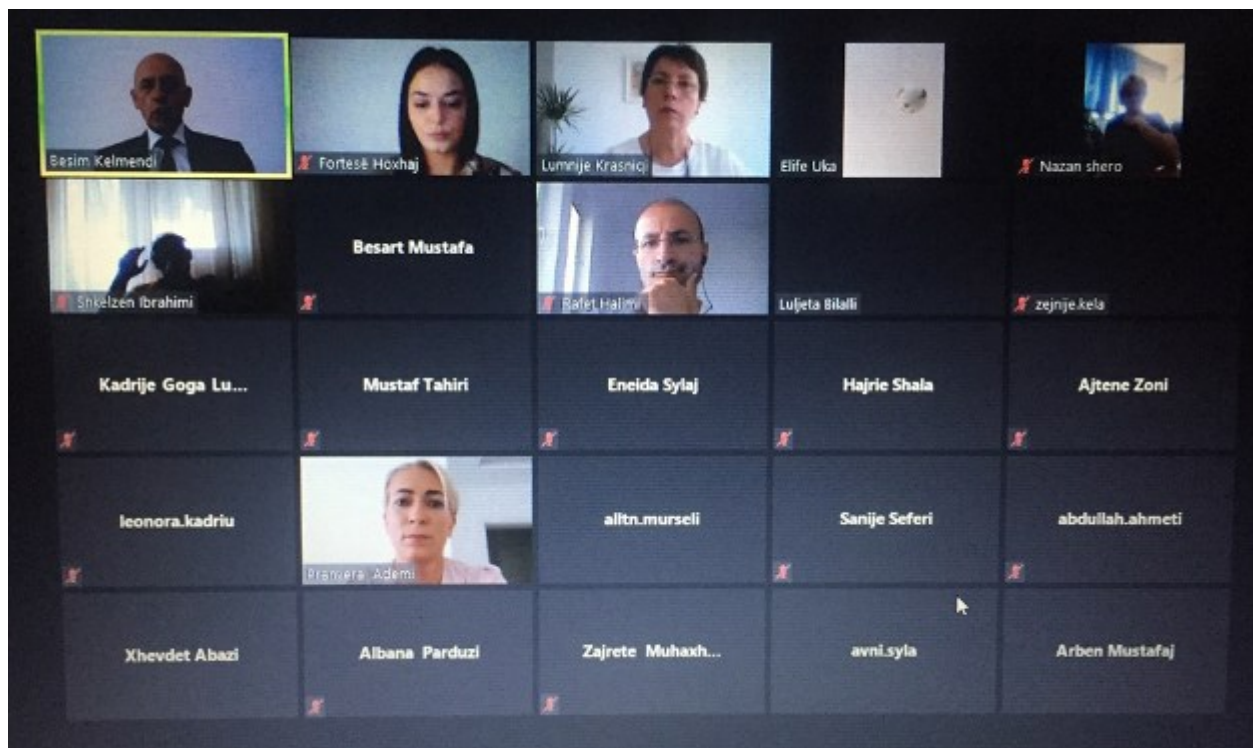 Besim Kelmendi
Fortesë Hoxhaj
Lumnije Krasniqi
Elife Uka
Nazan shero
Shkelzen Ibrahimi
Besart Mustafa
Rafet Halimi
Luljeta Bilalli
zejnije.kela
Kadrije Goga Lu...
Mustaf Tahiri
Eneida Sylaj
Hajrie Shala
Ajtene Zoni
leonora.kadriu
Pranvera Ademi
alltn.murseli
Sanije Seferi
abdullah.ahmeti
Xhevdet Abazi
Albana Parduzi
Zajrete Muhaxh...
avni.syla
Arben Mustafaj